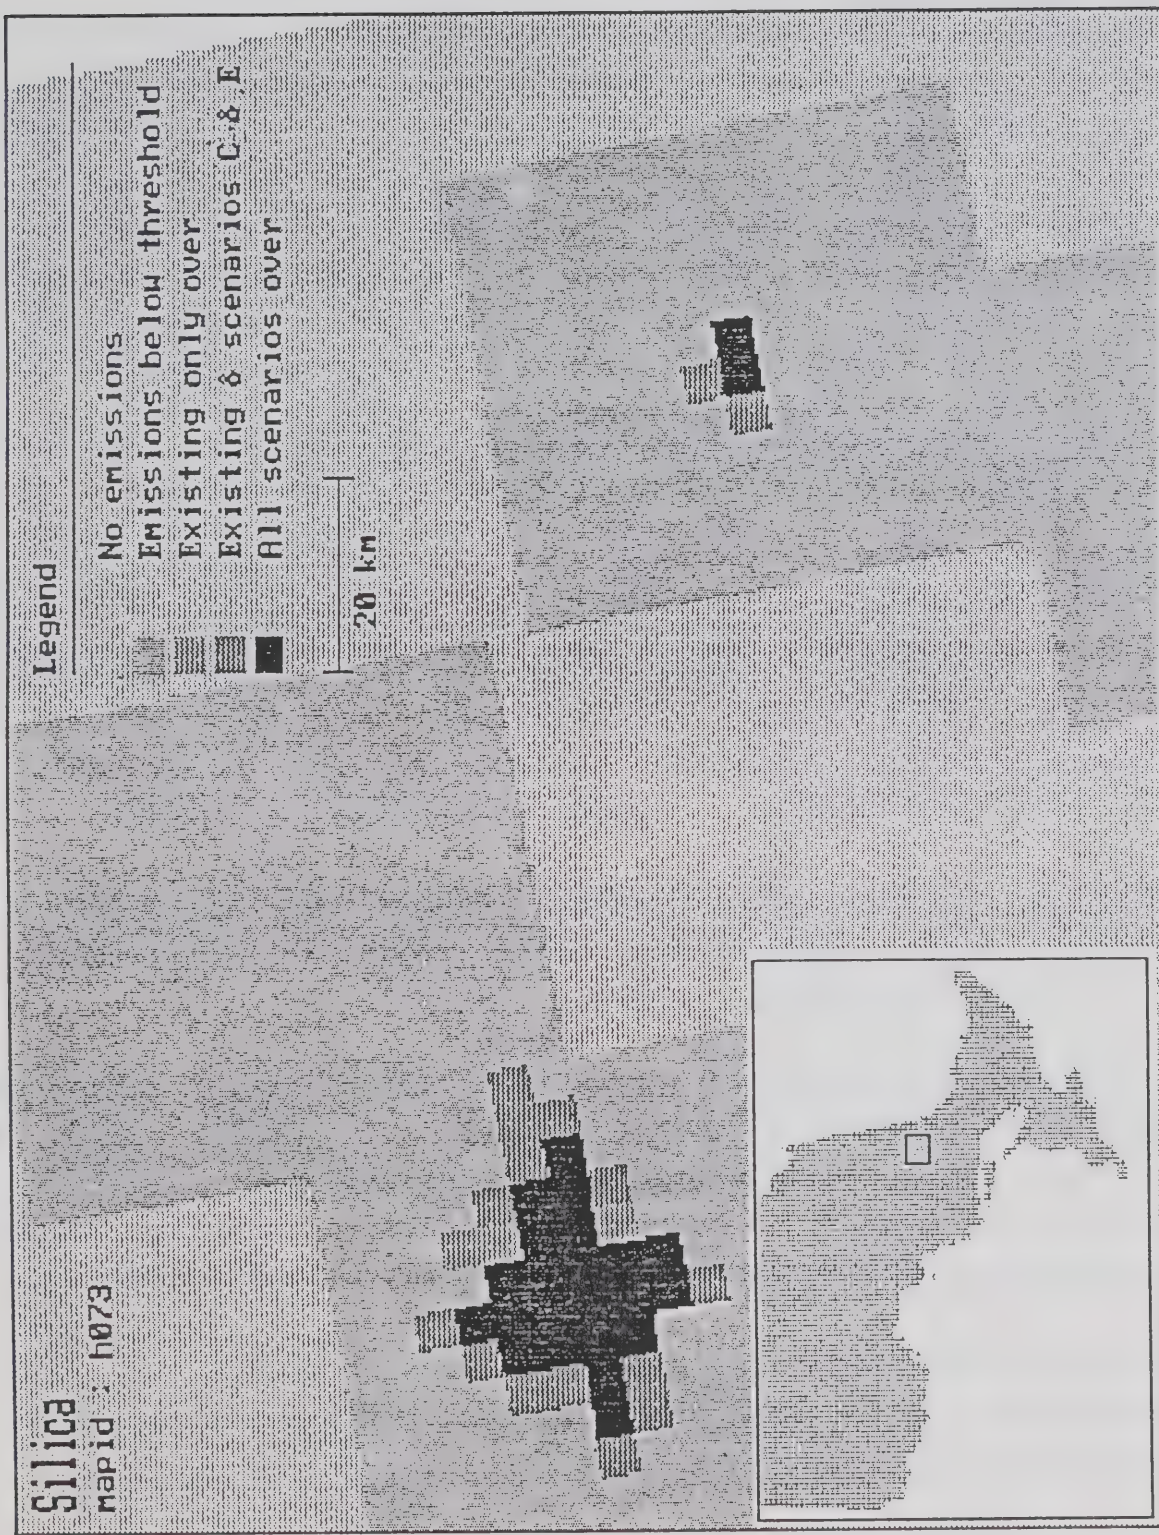 Silica
mapid : h073
Legend
No emissions
Emissions below threshold
Existing only over
Existing & scenarios C & E
All scenarios over
20 km